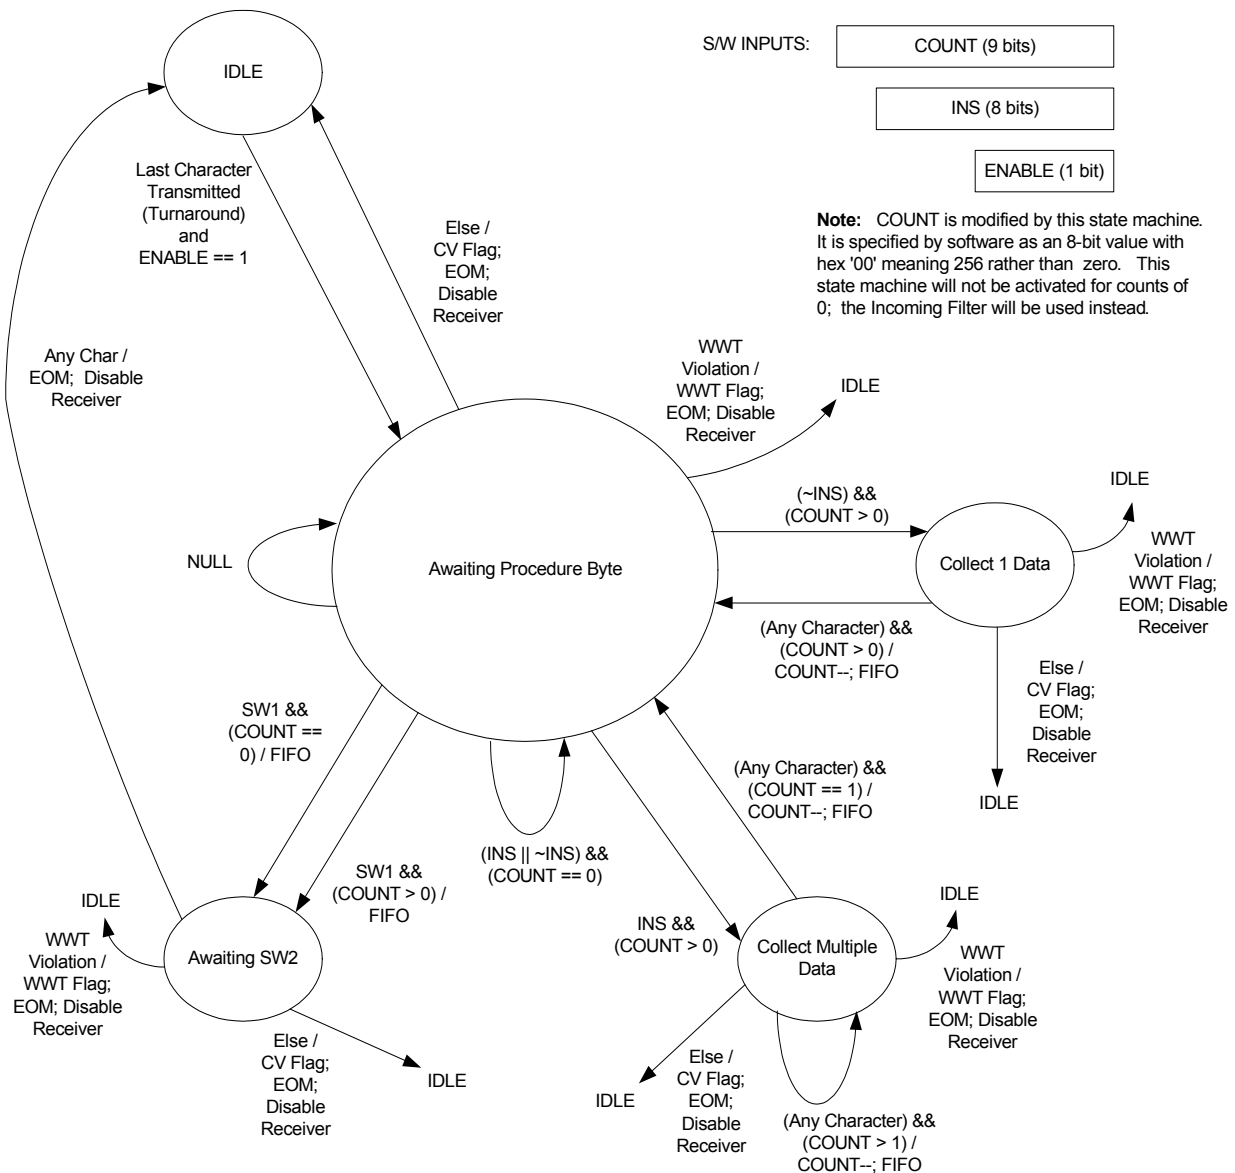 IDLE
S/W INPUTS:
COUNT (9 bits)
INS (8 bits)
ENABLE (1 bit)
Note: COUNT is modified by this state machine.
It is specified by software as an 8-bit value with
hex '00' meaning 256 rather than zero. This
state machine will not be activated for counts of
0; the Incoming Filter will be used instead.
Last Character
Transmitted
(Turnaround)
and
ENABLE == 1
Else /
CV Flag;
EOM;
Disable
Receiver
Any Char /
EOM; Disable
Receiver
WWT
Violation /
WWT Flag;
EOM; Disable
Receiver
IDLE
(~INS) &&
(COUNT > 0)
IDLE
WWT
Violation /
WWT Flag;
EOM; Disable
Receiver
NULL
Awaiting Procedure Byte
Collect 1 Data
(Any Character) &&
(COUNT > 0) /
COUNT--; FIFO
Else /
CV Flag;
EOM;
Disable
Receiver
IDLE
SW1 &&
(COUNT ==
0) / FIFO
(Any Character) &&
(COUNT == 1) /
COUNT--; FIFO
SW1 &&
(COUNT > 0) /
FIFO
(INS || ~INS) &&
(COUNT == 0)
INS &&
(COUNT > 0)
IDLE
WWT
Violation /
WWT Flag;
EOM; Disable
Receiver
Awaiting SW2
Collect Multiple
Data
IDLE
WWT
Violation /
WWT Flag;
EOM; Disable
Receiver
Else /
CV Flag;
EOM;
Disable
Receiver
IDLE
Else /
CV Flag;
EOM;
Disable
Receiver
IDLE
(Any Character) &&
(COUNT > 1) /
COUNT--; FIFO